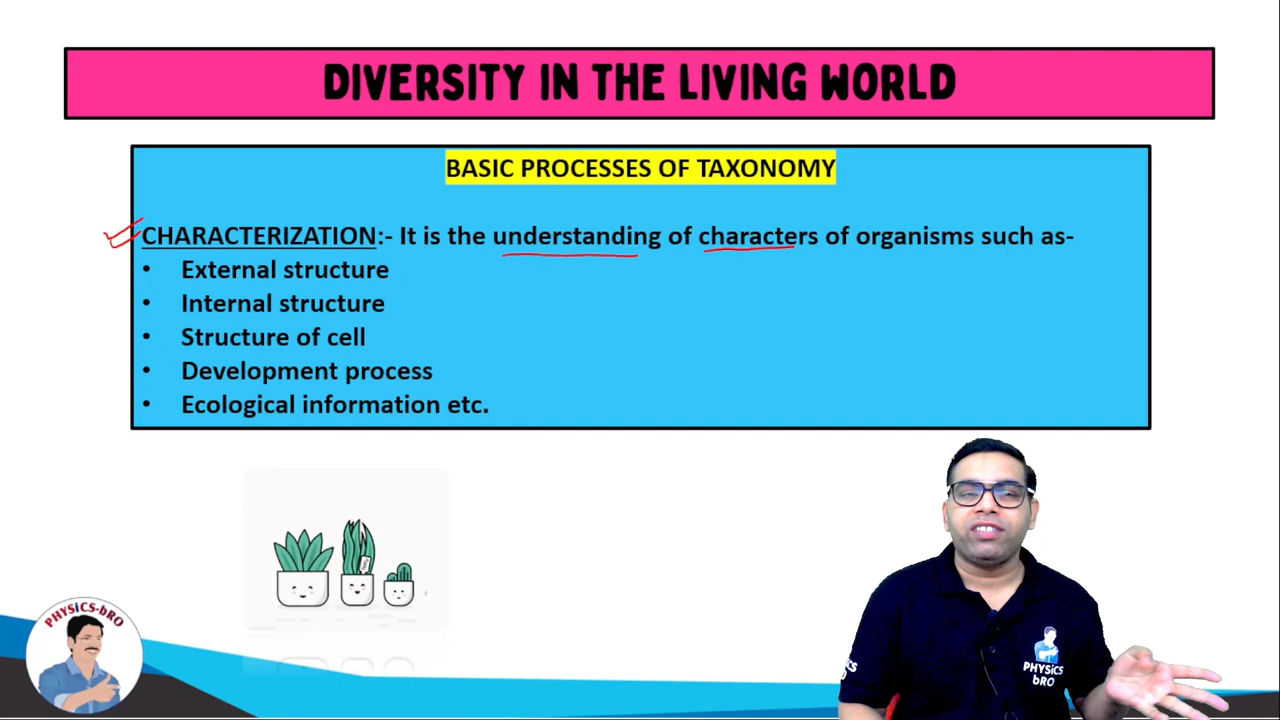 DIVERSITY IN THE LIVING WORLD
BASIC PROCESSES OF TAXONOMY
CHARACTERIZATION:- It is the understanding of characters of organisms such as-
• External structure
• Internal structure
• Structure of cell
• Development process
• Ecological information etc.
PHYSiCS-bRO
PHYSiCS
bRO